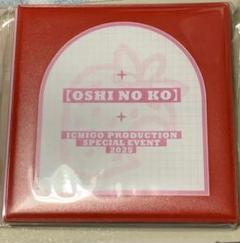 【OSHI NO KO】
ICHIGO PRODUCTION
SPECIAL EVENT
2025